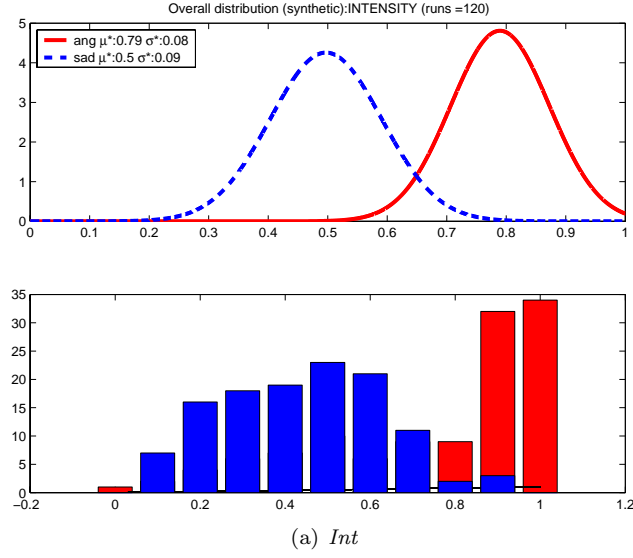 Overall distribution (synthetic):INTENSITY (runs =120)
ang μ*:0.79 σ*:0.08
sad μ*:0.5 σ*:0.09
5
4
3
2
1
0
0 0.1 0.2 0.3 0.4 0.5 0.6 0.7 0.8 0.9 1
35
30
25
20
15
10
5
0
−0.2 0 0.2 0.4 0.6 0.8 1 1.2
(a) Int